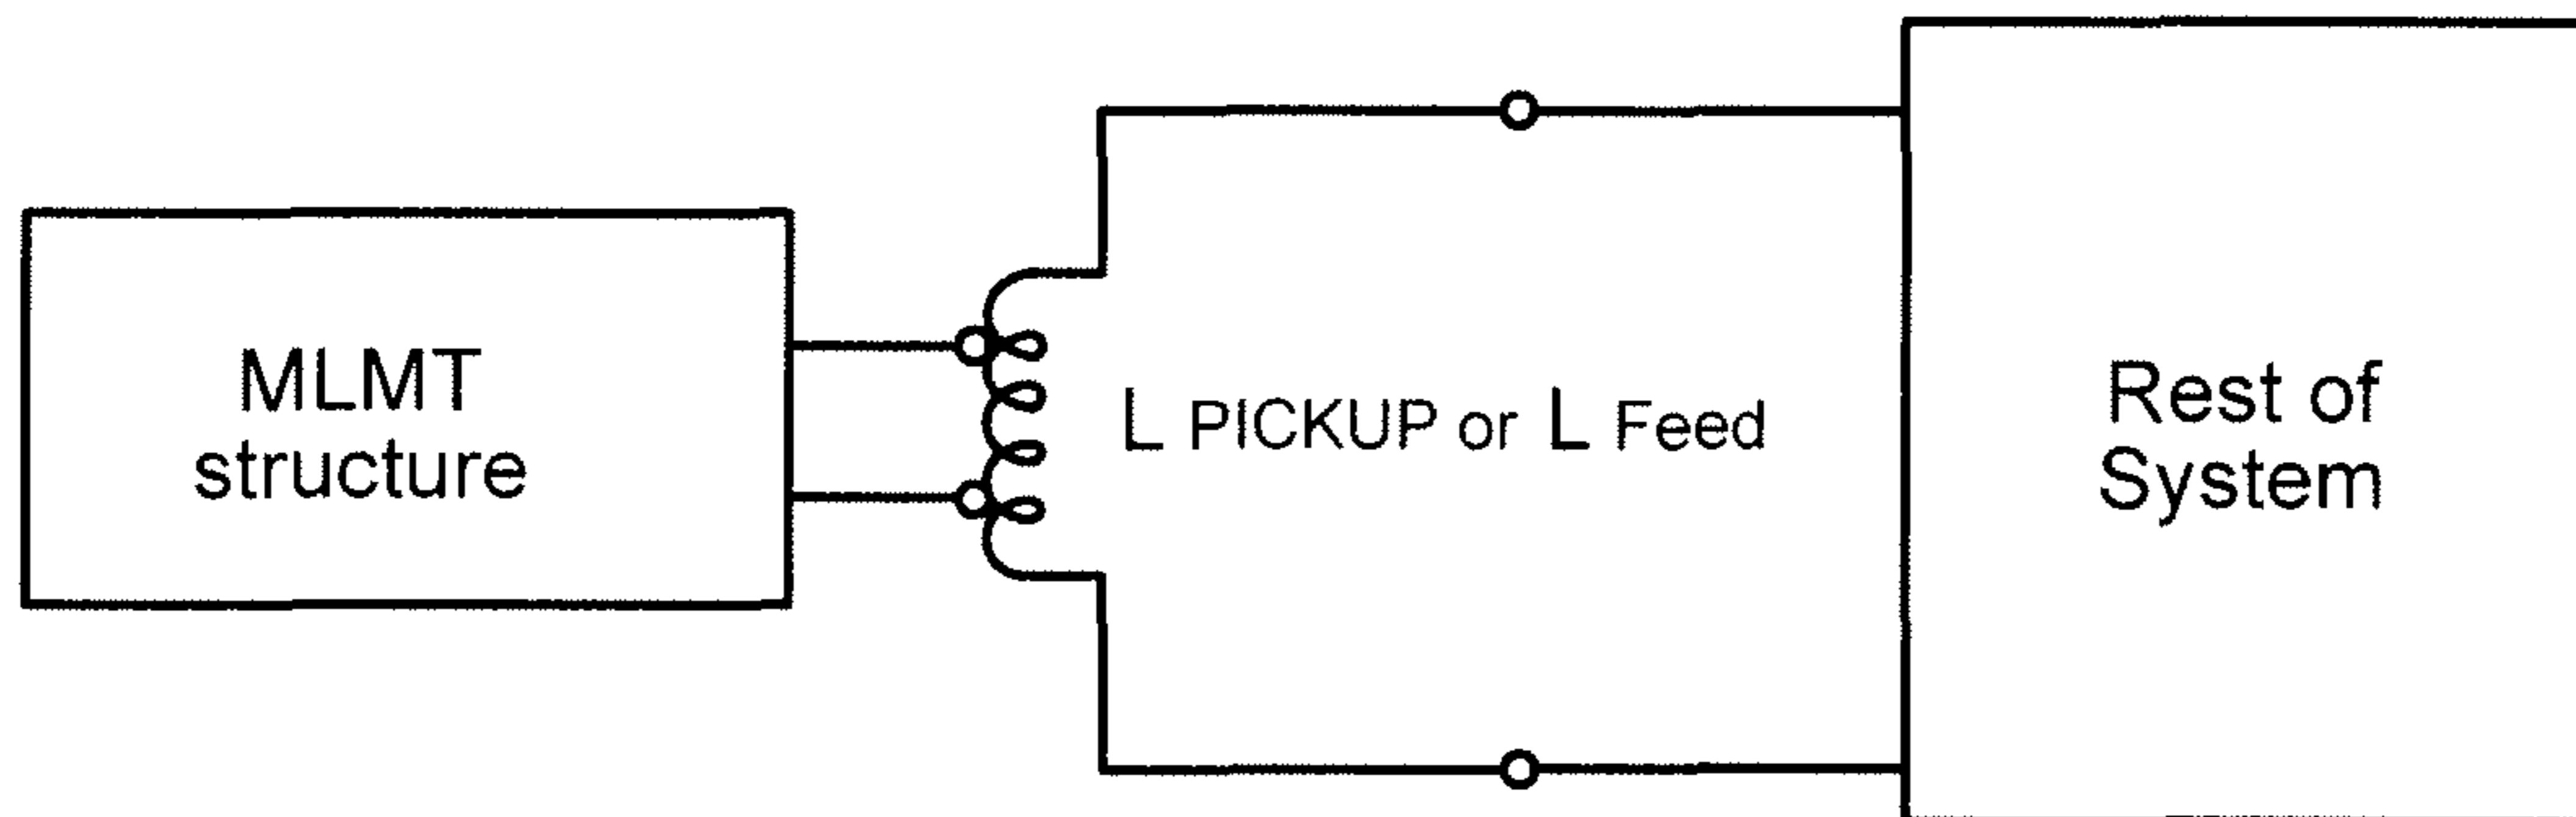 MLMT
structure
L PICKUP or L Feed
Rest of
System